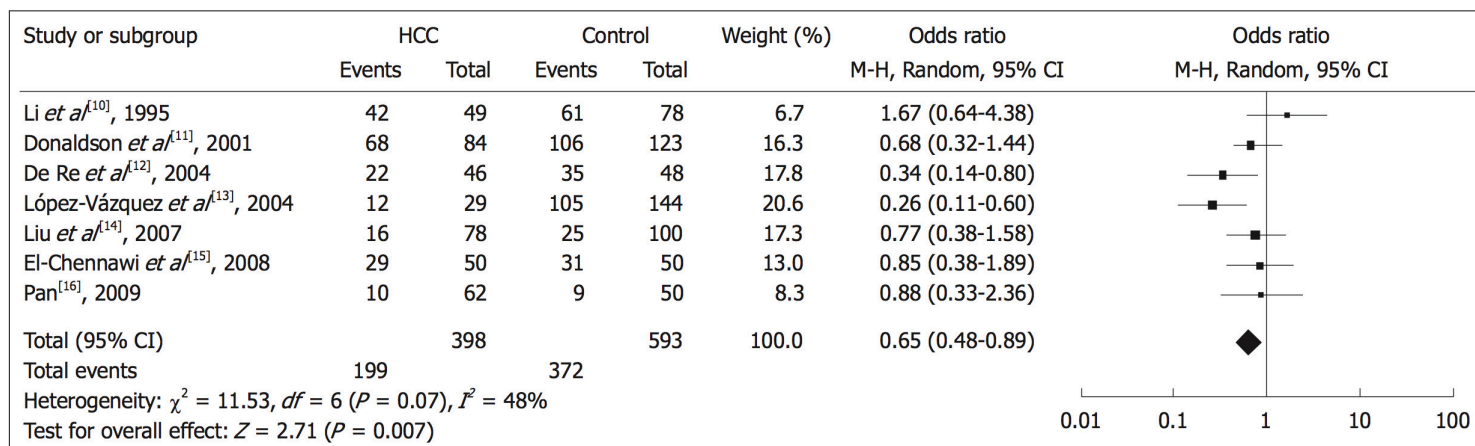 Study or subgroup HCC Control Weight (%) Odds ratio Odds ratio
Events Total Events Total M-H, Random, 95% CI M-H, Random, 95% CI
Li et al[10], 1995 42 49 61 78 6.7 1.67 (0.64-4.38)
Donaldson et al[11], 2001 68 84 106 123 16.3 0.68 (0.32-1.44)
De Re et al[12], 2004 22 46 35 48 17.8 0.34 (0.14-0.80)
López-Vázquez et al[13], 2004 12 29 105 144 20.6 0.26 (0.11-0.60)
Liu et al[14], 2007 16 78 25 100 17.3 0.77 (0.38-1.58)
El-Chennawi et al[15], 2008 29 50 31 50 13.0 0.85 (0.38-1.89)
Pan[16], 2009 10 62 9 50 8.3 0.88 (0.33-2.36)
Total (95% CI) 398 593 100.0 0.65 (0.48-0.89)
Total events 199 372
Heterogeneity: χ² = 11.53, df = 6 (P = 0.07), I² = 48%
Test for overall effect: Z = 2.71 (P = 0.007)
0.01 0.1 1 10 100